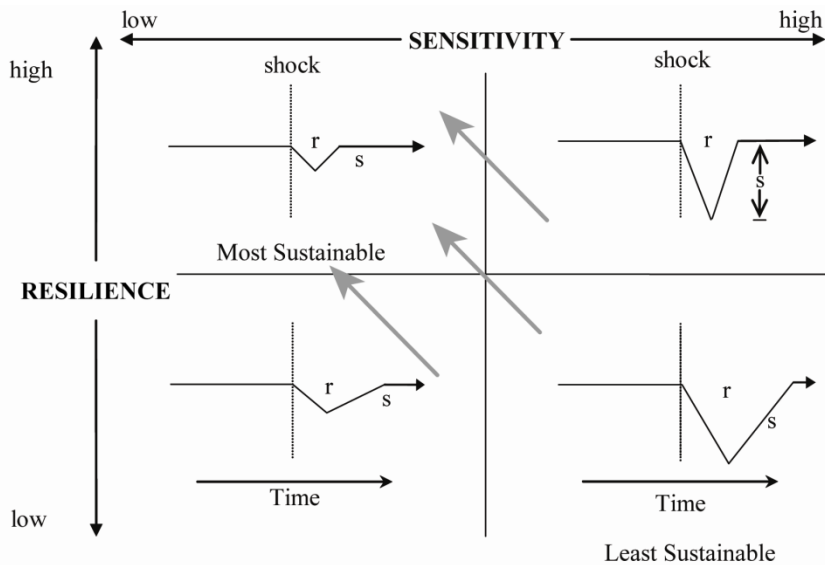 low
high
SENSITIVITY
high
shock
shock
r
s
r
s
Most Sustainable
RESILIENCE
r
s
r
s
Time
Time
low
Least Sustainable